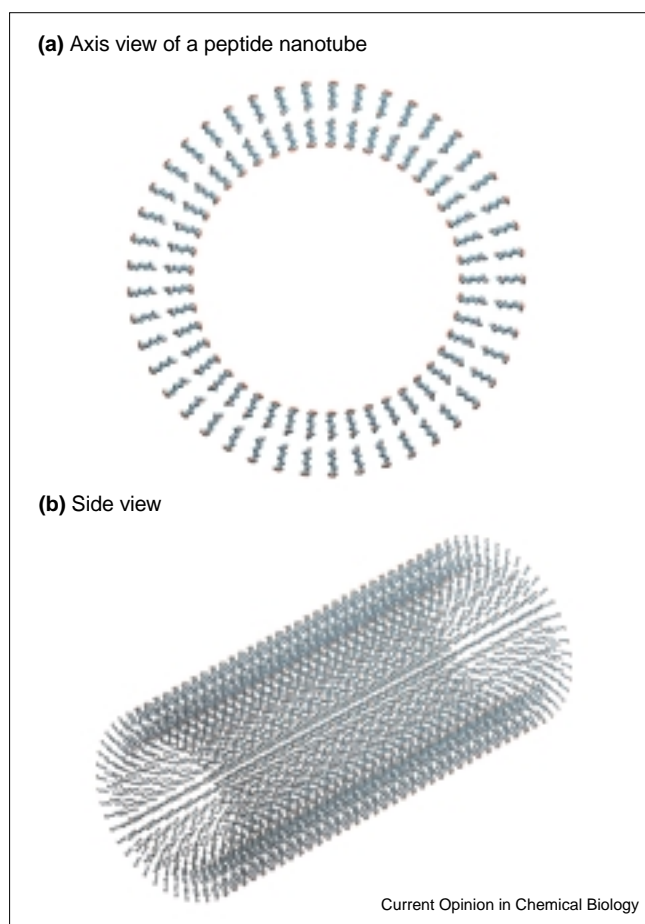 (a) Axis view of a peptide nanotube
(b) Side view
Current Opinion in Chemical Biology